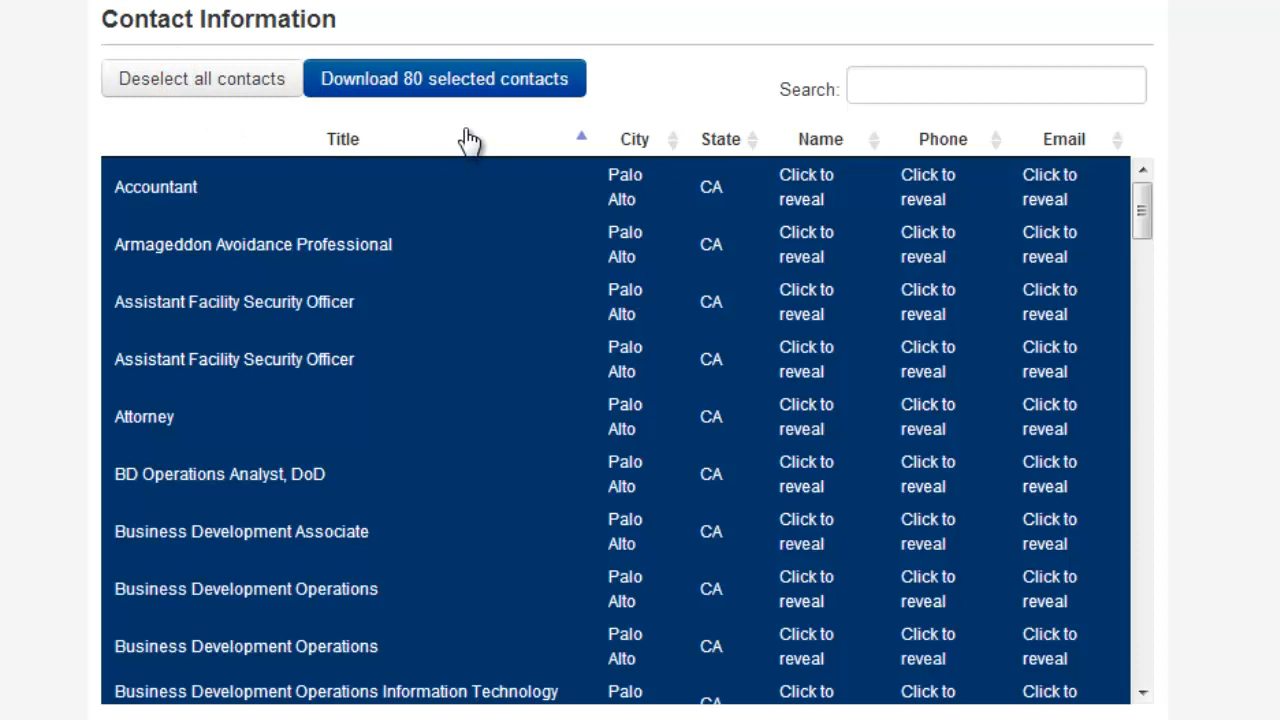 Contact Information
Deselect all contacts Download 80 selected contacts Search:
Title City State Name Phone Email
Accountant Palo Alto CA Click to reveal Click to reveal Click to reveal
Armageddon Avoidance Professional Palo Alto CA Click to reveal Click to reveal Click to reveal
Assistant Facility Security Officer Palo Alto CA Click to reveal Click to reveal Click to reveal
Assistant Facility Security Officer Palo Alto CA Click to reveal Click to reveal Click to reveal
Attorney Palo Alto CA Click to reveal Click to reveal Click to reveal
BD Operations Analyst, DoD Palo Alto CA Click to reveal Click to reveal Click to reveal
Business Development Associate Palo Alto CA Click to reveal Click to reveal Click to reveal
Business Development Operations Palo Alto CA Click to reveal Click to reveal Click to reveal
Business Development Operations Palo Alto CA Click to reveal Click to reveal Click to reveal
Business Development Operations Information Technology Palo CA Click to Click to Click to